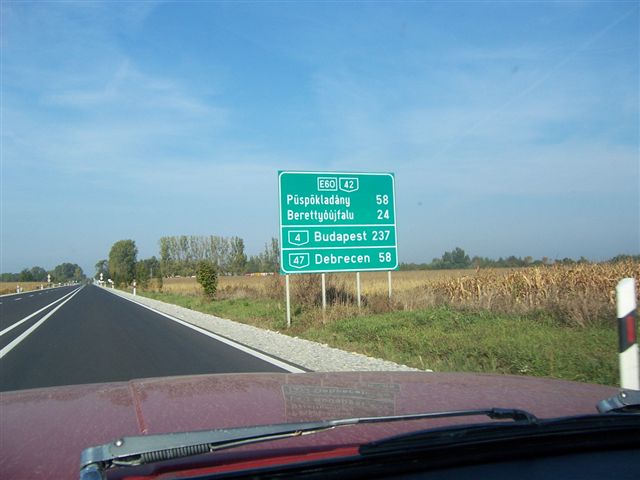 E60 42
Püspökladány 58
Berettyóújfalu 24
4 Budapest 237
47 Debrecen 58